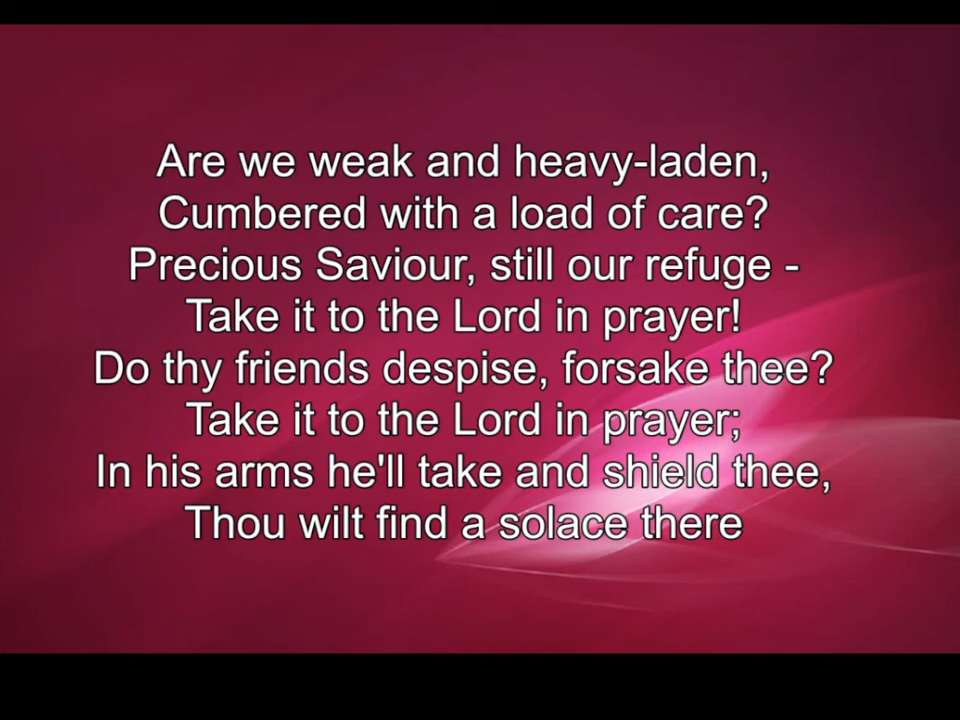 Are we weak and heavy-laden,
Cumbered with a load of care?
Precious Saviour, still our refuge -
Take it to the Lord in prayer!
Do thy friends despise, forsake thee?
Take it to the Lord in prayer;
In his arms he'll take and shield thee,
Thou wilt find a solace there